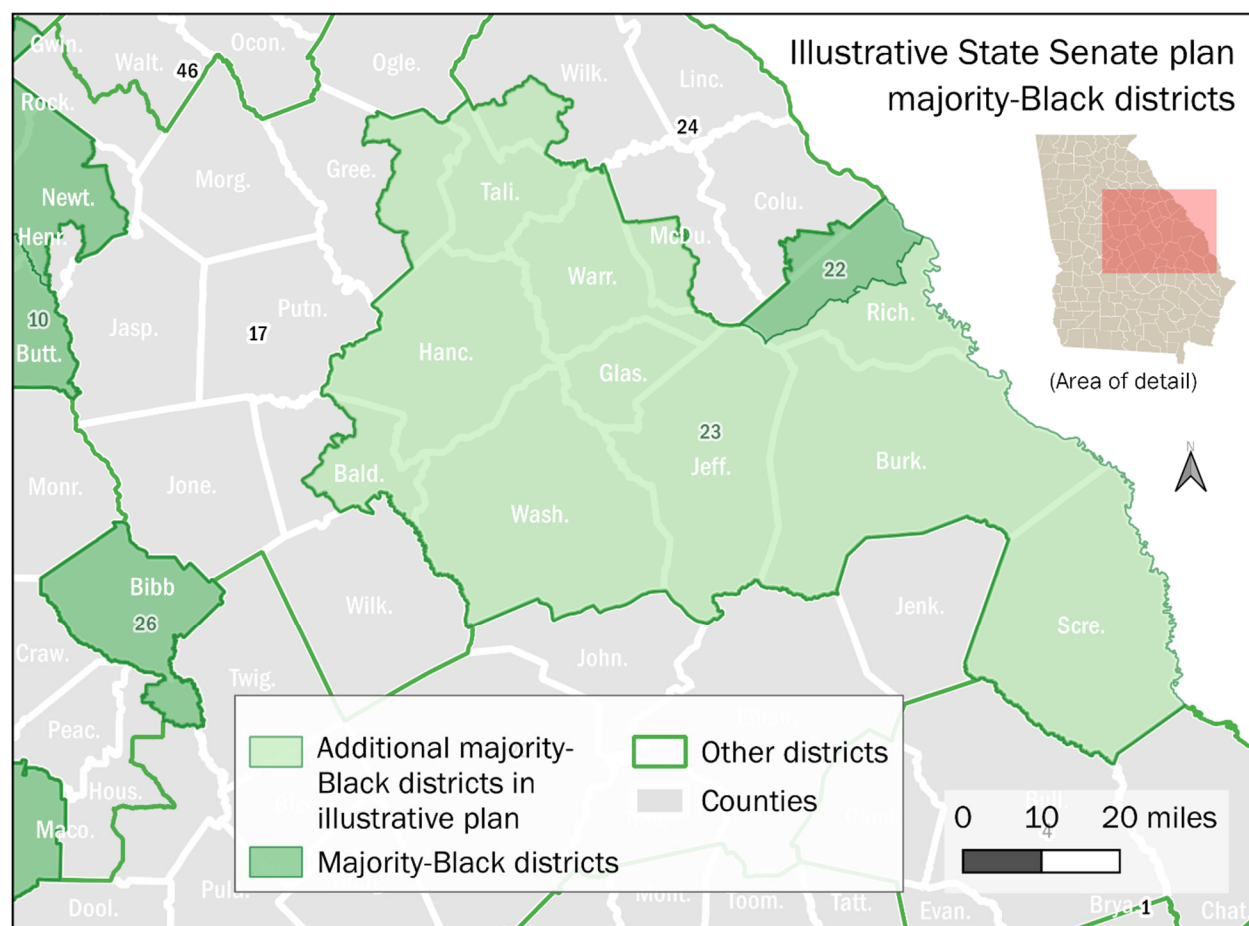 Illustrative State Senate plan
majority-Black districts
(Area of detail)
N
Gwin.
Walt.
46
Ocon.
Ogle.
Wilk.
Linc.
24
Rock.
Morg.
Gree.
Tali.
Newt.
Henr.
Colu.
McDu.
22
Warr.
Rich.
10
Butt.
Jasp.
17
Putn.
Hanc.
Glas.
23
Jeff.
Burk.
Monr.
Jone.
Bald.
Wash.
Bibb
26
Wilk.
Jenk.
Scre.
Craw.
Twig.
John.
Peac.
Hous.
Maco.
Dool.
Pula.
Mont.
Toom.
Tatt.
Evan.
Bull.
4
Brya.
1
Chat.
Additional majority-
Black districts in
illustrative plan
Majority-Black districts
Other districts
Counties
0 10 20 miles